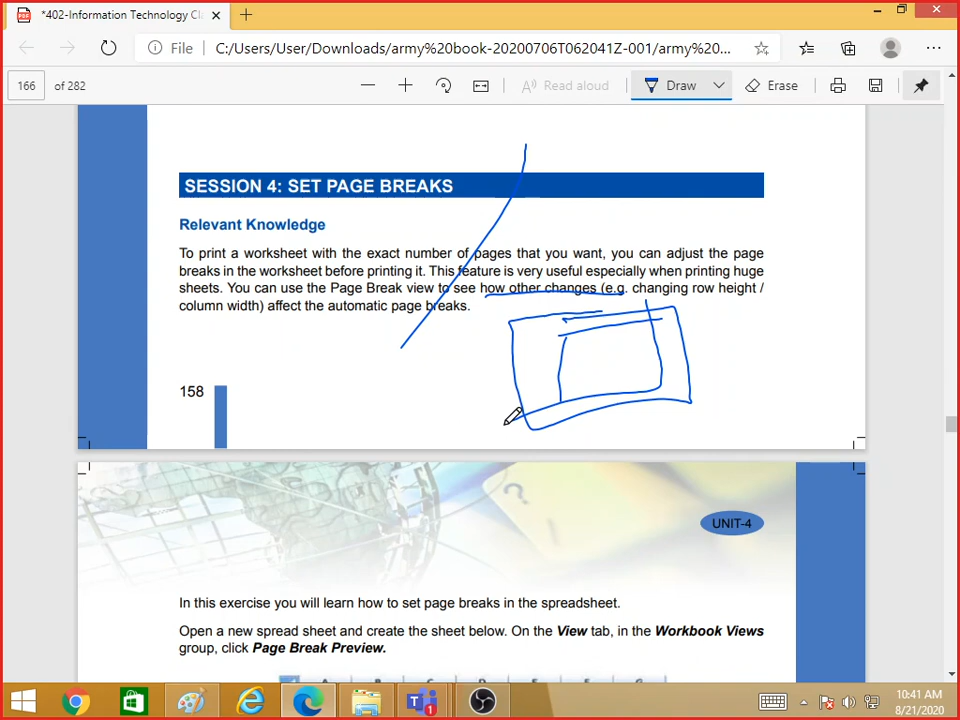 *402-Information Technology Cl
File
C:/Users/User/Downloads/army%20book-20200706T062041Z-001/army%20...
166 of 282
Read aloud
Draw
Erase
SESSION 4: SET PAGE BREAKS
Relevant Knowledge
To print a worksheet with the exact number of pages that you want, you can adjust the page
breaks in the worksheet before printing it. This feature is very useful especially when printing huge
sheets. You can use the Page Break view to see how other changes (e.g. changing row height /
column width) affect the automatic page breaks.
158
UNIT-4
In this exercise you will learn how to set page breaks in the spreadsheet.
Open a new spread sheet and create the sheet below. On the View tab, in the Workbook Views
group, click Page Break Preview.
10:41 AM
8/21/2020